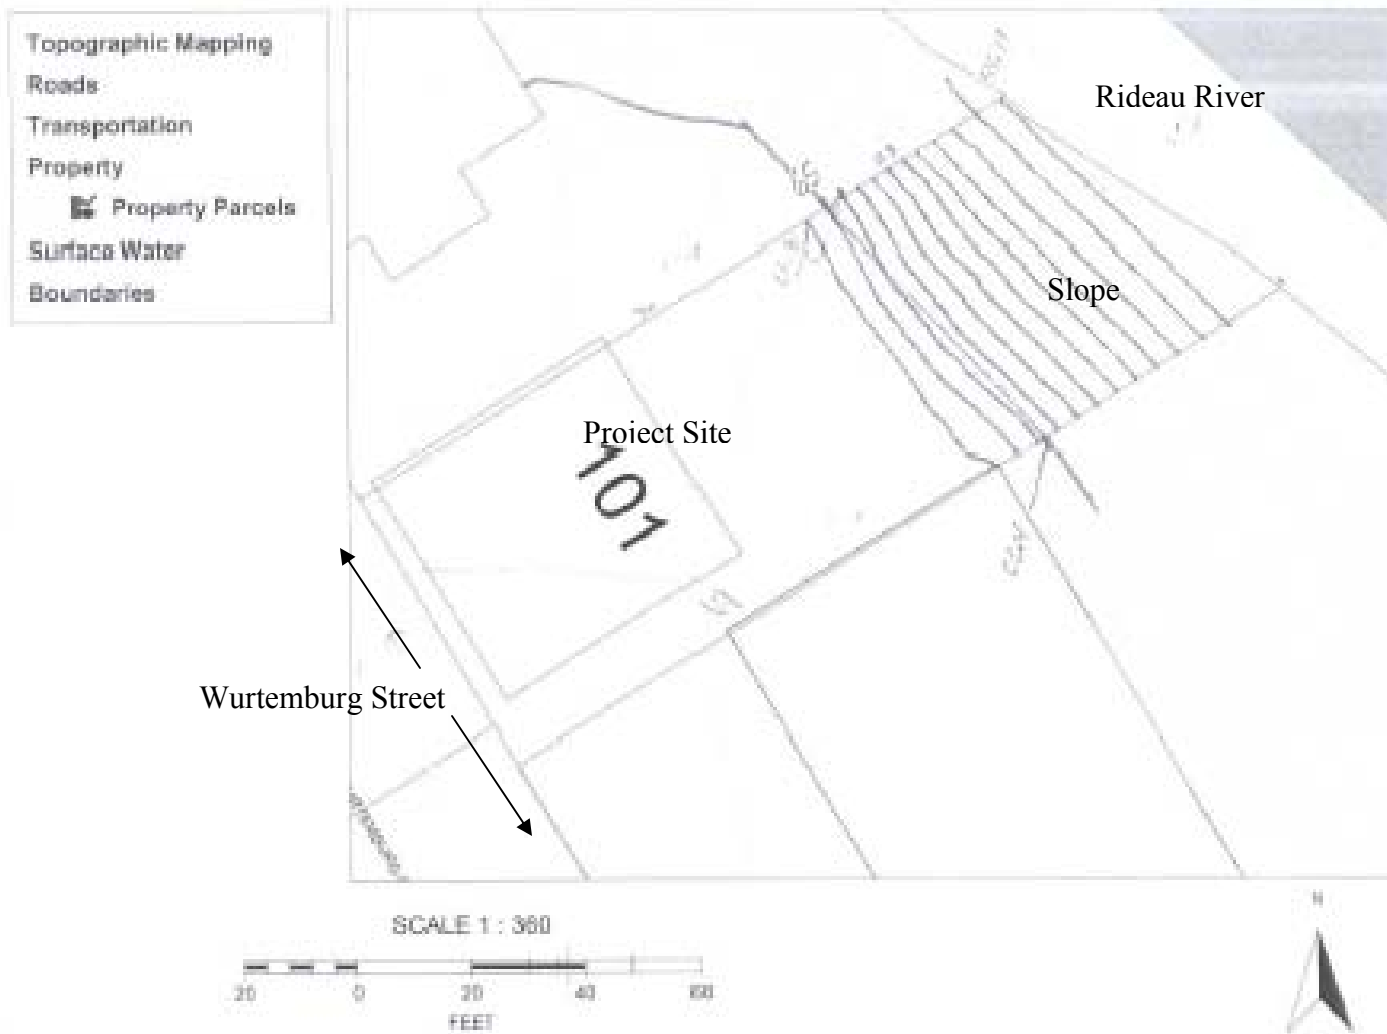 Topographic Mapping
Roads
Transportation
Property
Property Parcels
Surface Water
Boundaries
Rideau River
Slope
Project Site
101
Wurtemburg Street
SCALE 1 : 360
20 0 20 40 60
FEET
N